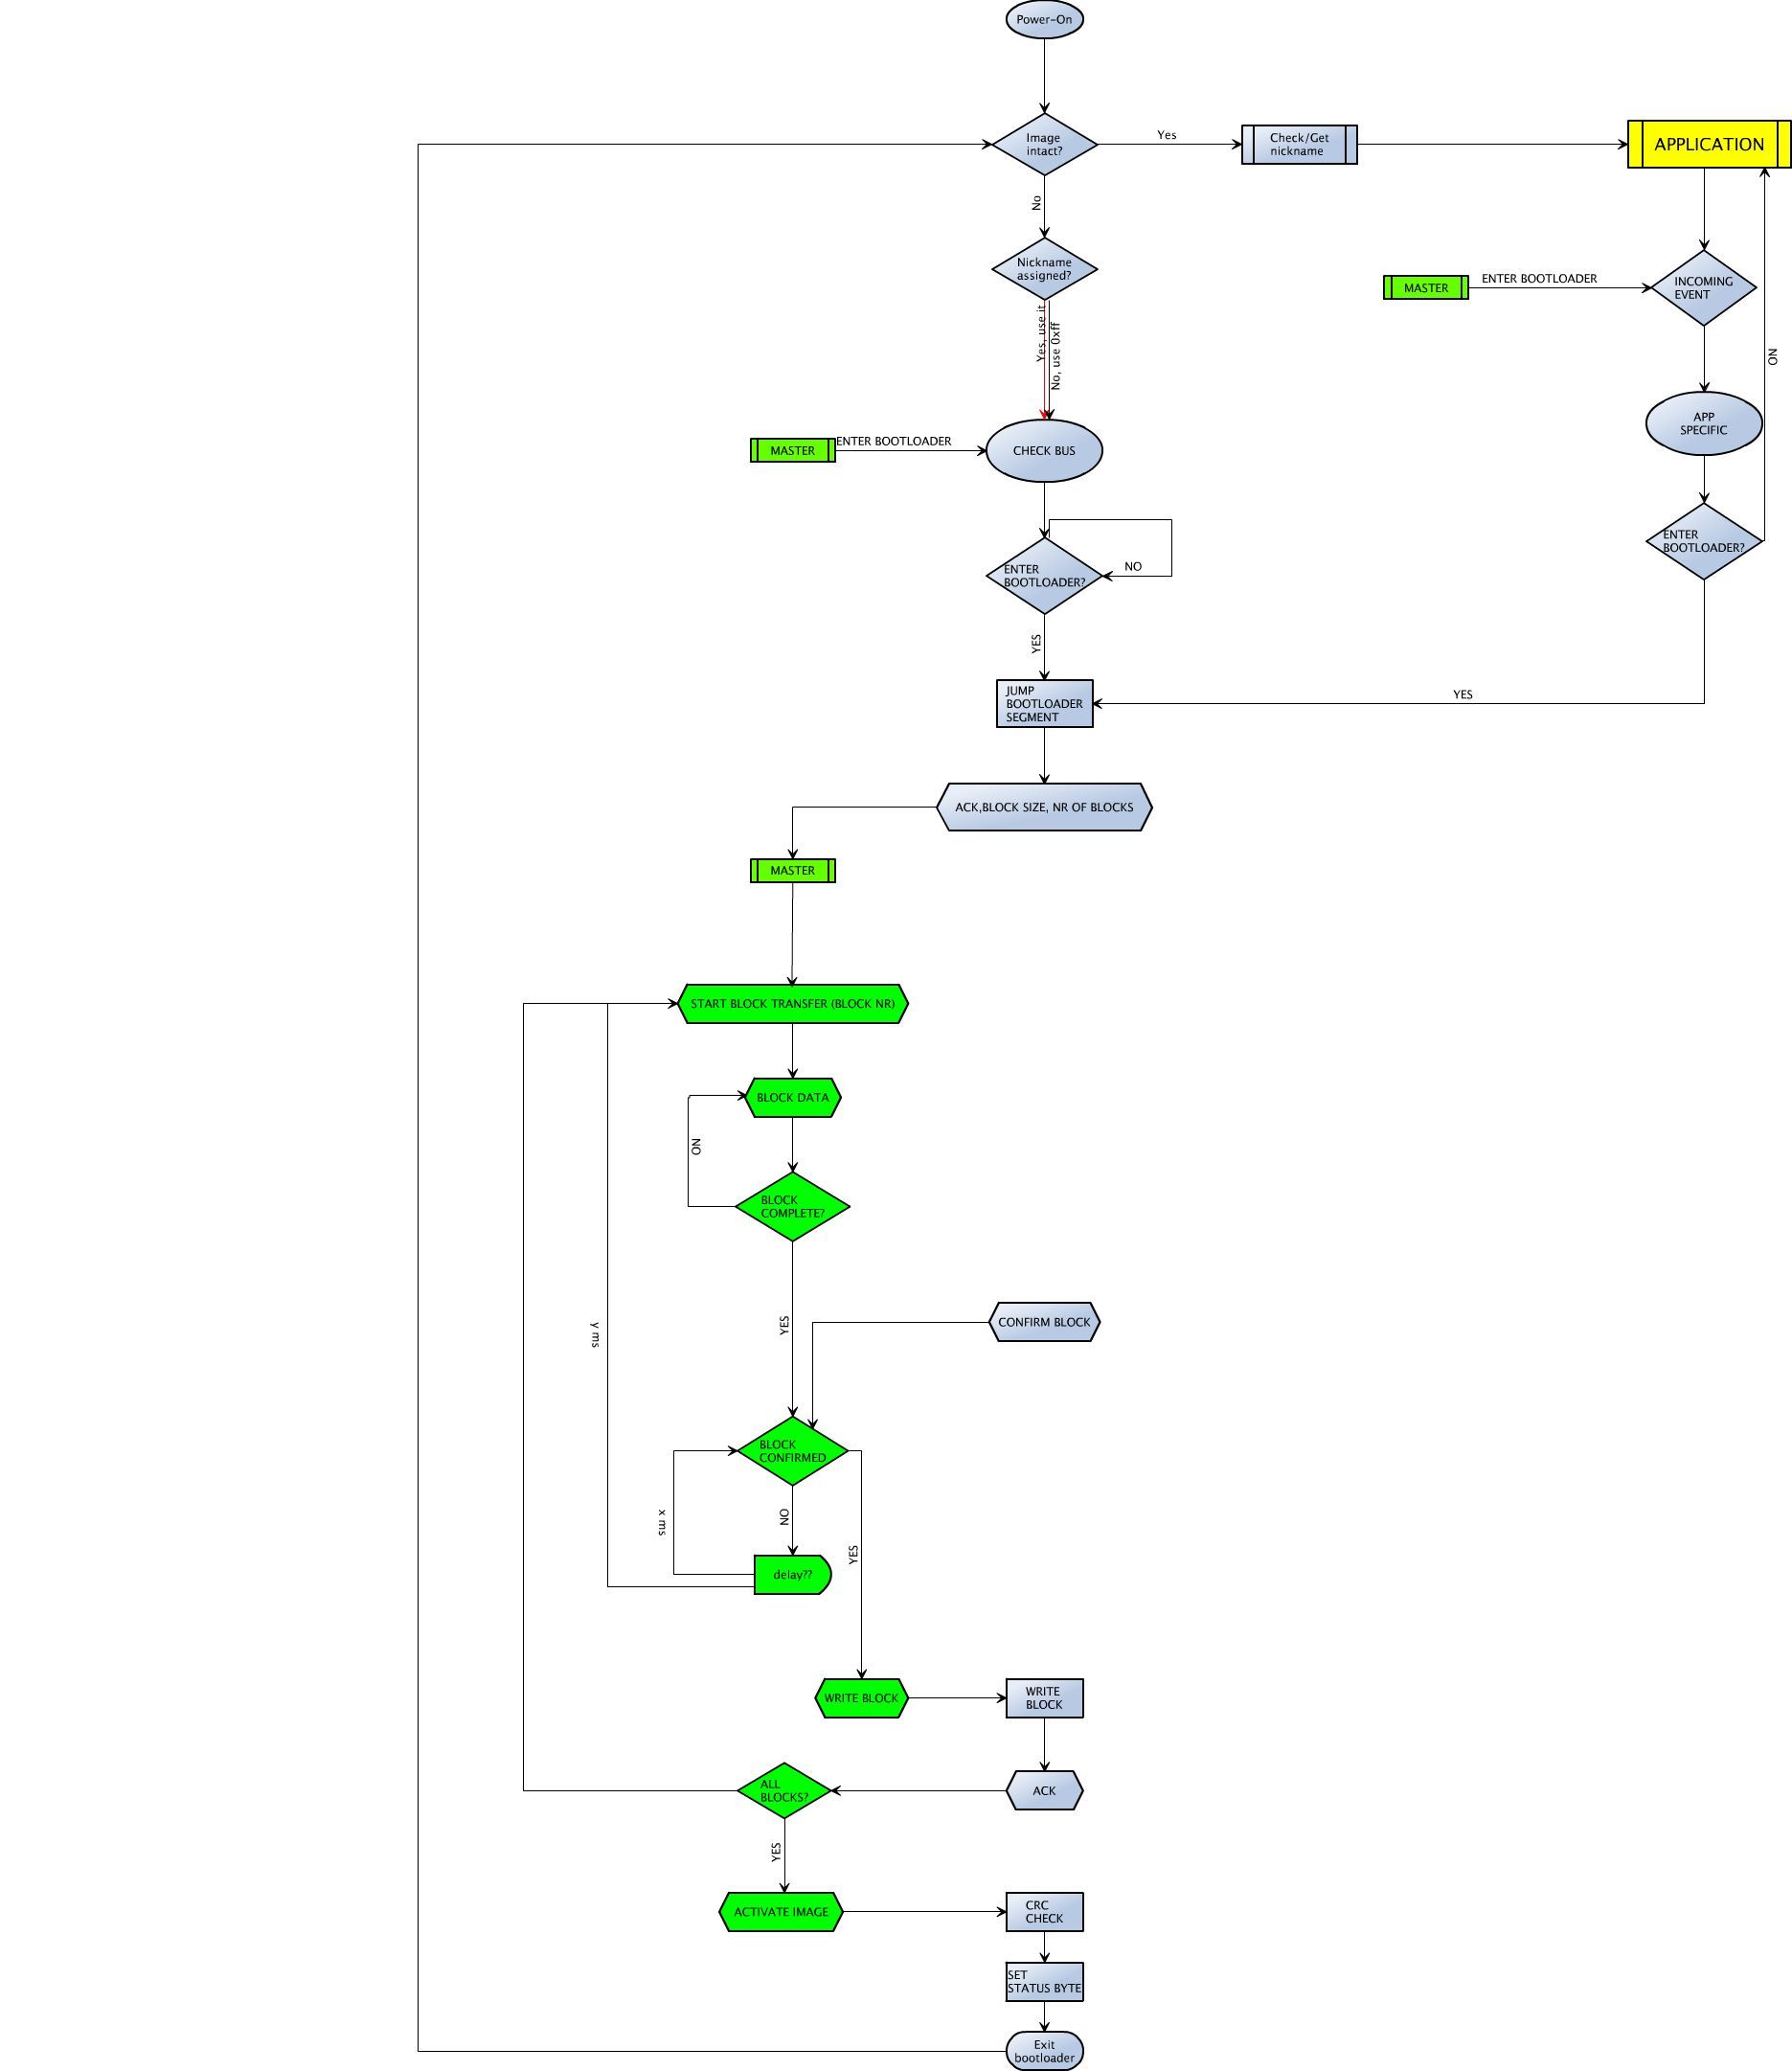 Power-On
Image
intact?
Yes
Check/Get
nickname
APPLICATION
No
Nickname
assigned?
MASTER
ENTER BOOTLOADER
INCOMING
EVENT
Yes, use it
No, use 0xff
NO
APP
SPECIFIC
MASTER
ENTER BOOTLOADER
CHECK BUS
ENTER
BOOTLOADER?
ENTER
BOOTLOADER?
NO
YES
JUMP
BOOTLOADER
SEGMENT
YES
ACK,BLOCK SIZE, NR OF BLOCKS
MASTER
START BLOCK TRANSFER (BLOCK NR)
BLOCK DATA
NO
BLOCK
COMPLETE?
YES
CONFIRM BLOCK
y ms
BLOCK
CONFIRMED
x ms
NO
YES
delay??
WRITE BLOCK
WRITE
BLOCK
ALL
BLOCKS?
ACK
YES
ACTIVATE IMAGE
CRC
CHECK
SET
STATUS BYTE
Exit
bootloader